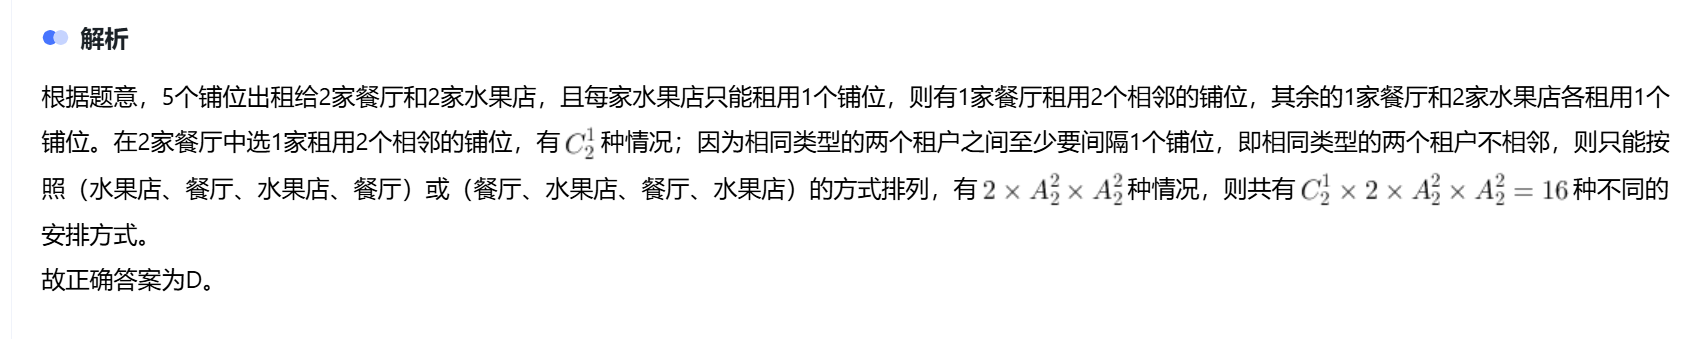 解析
根据题意，5个铺位出租给2家餐厅和2家水果店，且每家水果店只能租用1个铺位，则有1家餐厅租用2个相邻的铺位，其余的1家餐厅和2家水果店各租用1个
铺位。在2家餐厅中选1家租用2个相邻的铺位，有 $C_2^1$ 种情况；因为相同类型的两个租户之间至少要间隔1个铺位，即相同类型的两个租户不相邻，则只能按
照（水果店、餐厅、水果店、餐厅）或（餐厅、水果店、餐厅、水果店）的方式排列，有 $2 \times A_2^2 \times A_2^2$ 种情况，则共有 $C_2^1 \times 2 \times A_2^2 \times A_2^2 = 16$ 种不同的
安排方式。
故正确答案为D。